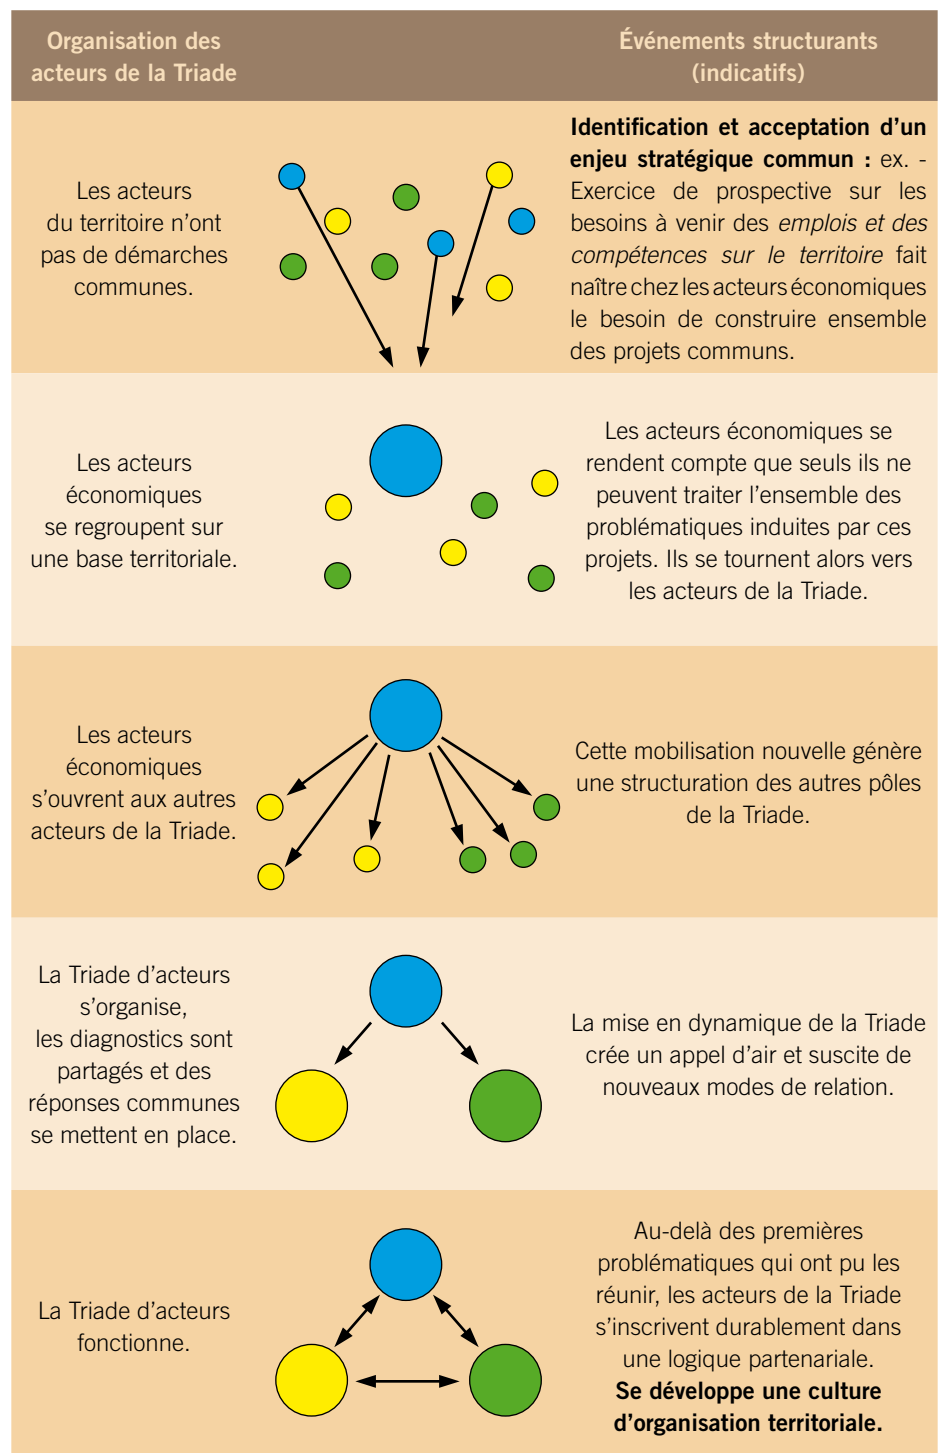 Organisation des
acteurs de la Triade
Événements structurants
(indicatifs)
Les acteurs
du territoire n’ont
pas de démarches
communes.
Identification et acceptation d’un
enjeu stratégique commun : ex. -
Exercice de prospective sur les
besoins à venir des emplois et des
compétences sur le territoire fait
naître chez les acteurs économiques
le besoin de construire ensemble
des projets communs.
Les acteurs
économiques
se regroupent sur
une base territoriale.
Les acteurs économiques se
rendent compte que seuls ils ne
peuvent traiter l’ensemble des
problématiques induites par ces
projets. Ils se tournent alors vers
les acteurs de la Triade.
Les acteurs
économiques
s’ouvrent aux autres
acteurs de la Triade.
Cette mobilisation nouvelle génère
une structuration des autres pôles
de la Triade.
La Triade d’acteurs
s’organise,
les diagnostics sont
partagés et des
réponses communes
se mettent en place.
La mise en dynamique de la Triade
crée un appel d’air et suscite de
nouveaux modes de relation.
La Triade d’acteurs
fonctionne.
Au-delà des premières
problématiques qui ont pu les
réunir, les acteurs de la Triade
s’inscrivent durablement dans
une logique partenariale.
Se développe une culture
d’organisation territoriale.